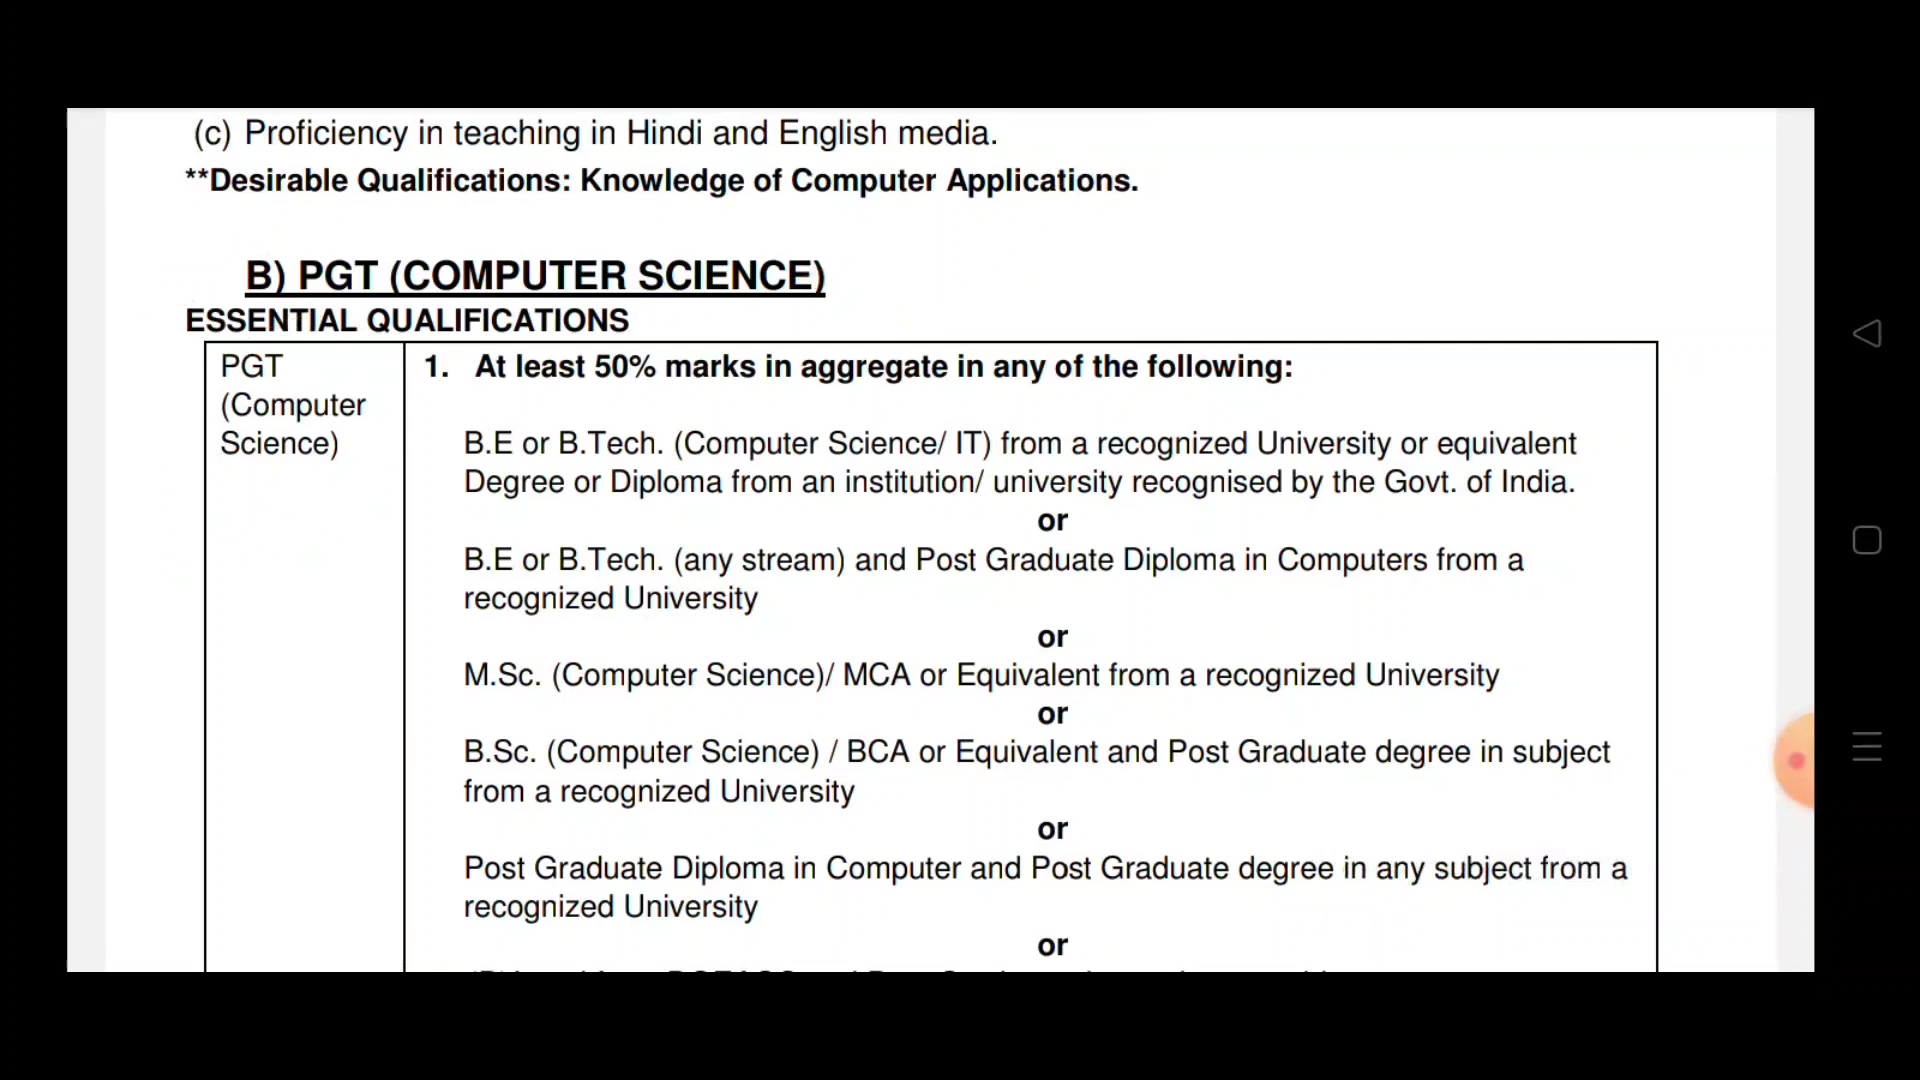 (c) Proficiency in teaching in Hindi and English media.
**Desirable Qualifications: Knowledge of Computer Applications.
B) PGT (COMPUTER SCIENCE)
ESSENTIAL QUALIFICATIONS
PGT
(Computer
Science)
1. At least 50% marks in aggregate in any of the following:
B.E or B.Tech. (Computer Science/ IT) from a recognized University or equivalent
Degree or Diploma from an institution/ university recognised by the Govt. of India.
or
B.E or B.Tech. (any stream) and Post Graduate Diploma in Computers from a
recognized University
or
M.Sc. (Computer Science)/ MCA or Equivalent from a recognized University
or
B.Sc. (Computer Science) / BCA or Equivalent and Post Graduate degree in subject
from a recognized University
or
Post Graduate Diploma in Computer and Post Graduate degree in any subject from a
recognized University
or